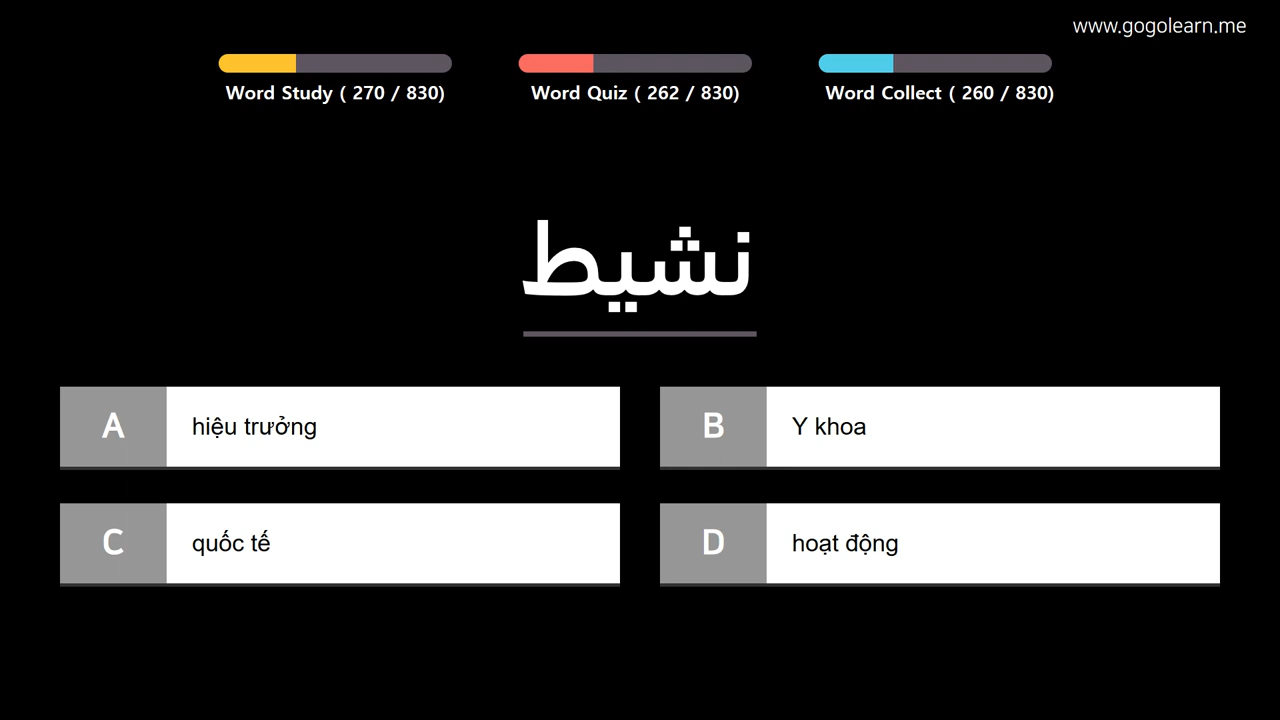 www.gogolearn.me
Word Study ( 270 / 830)
Word Quiz ( 262 / 830)
Word Collect ( 260 / 830)
نشيط
A hiệu trưởng
B Y khoa
C quốc tế
D hoạt động